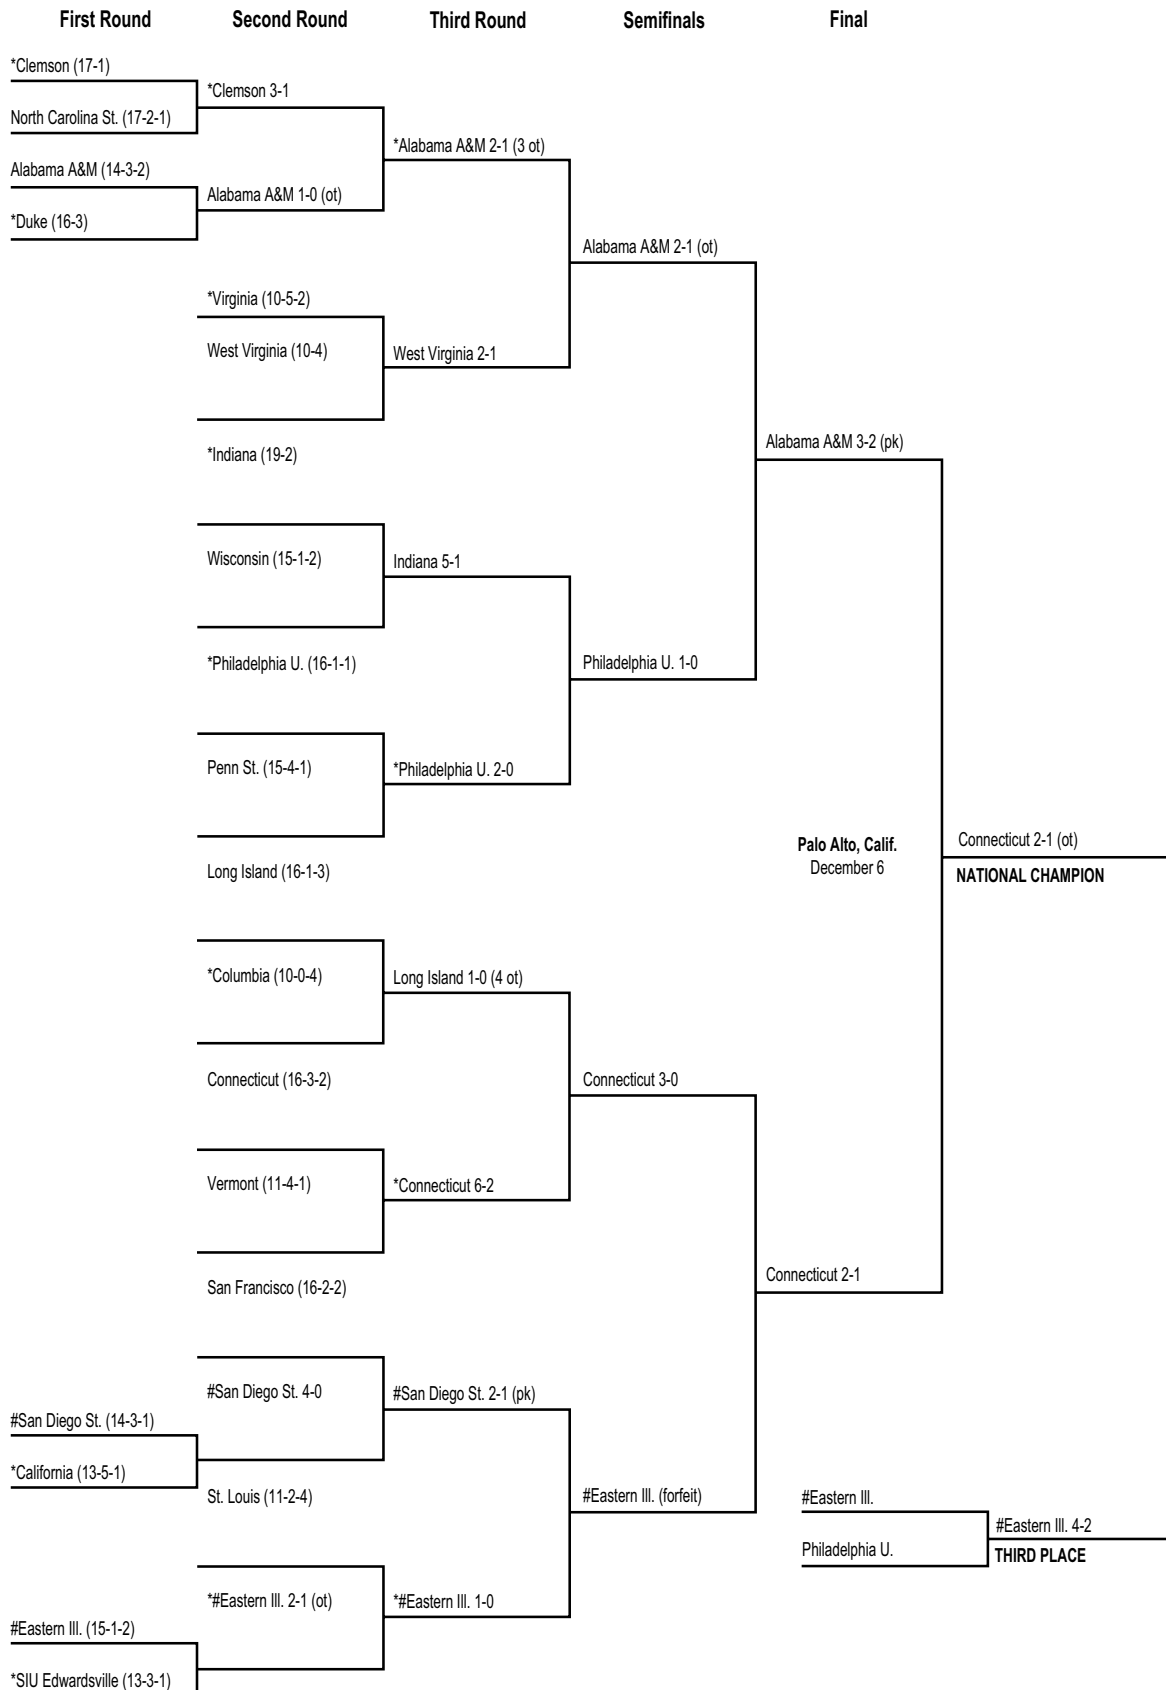 First Round
Second Round
Third Round
Semifinals
Final
*Clemson (17-1)
North Carolina St. (17-2-1)
Alabama A&M (14-3-2)
*Duke (16-3)
#San Diego St. (14-3-1)
*California (13-5-1)
#Eastern Ill. (15-1-2)
*SIU Edwardsville (13-3-1)
*Clemson 3-1
Alabama A&M 1-0 (ot)
*Virginia (10-5-2)
West Virginia (10-4)
*Indiana (19-2)
Wisconsin (15-1-2)
*Philadelphia U. (16-1-1)
Penn St. (15-4-1)
Long Island (16-1-3)
*Columbia (10-0-4)
Connecticut (16-3-2)
Vermont (11-4-1)
San Francisco (16-2-2)
#San Diego St. 4-0
St. Louis (11-2-4)
*#Eastern Ill. 2-1 (ot)
*Alabama A&M 2-1 (3 ot)
West Virginia 2-1
Indiana 5-1
*Philadelphia U. 2-0
Long Island 1-0 (4 ot)
*Connecticut 6-2
#San Diego St. 2-1 (pk)
*#Eastern Ill. 1-0
Alabama A&M 2-1 (ot)
Philadelphia U. 1-0
Connecticut 3-0
#Eastern Ill. (forfeit)
Alabama A&M 3-2 (pk)
Connecticut 2-1
Palo Alto, Calif.
December 6
Connecticut 2-1 (ot)
NATIONAL CHAMPION
#Eastern Ill.
Philadelphia U.
#Eastern Ill. 4-2
THIRD PLACE